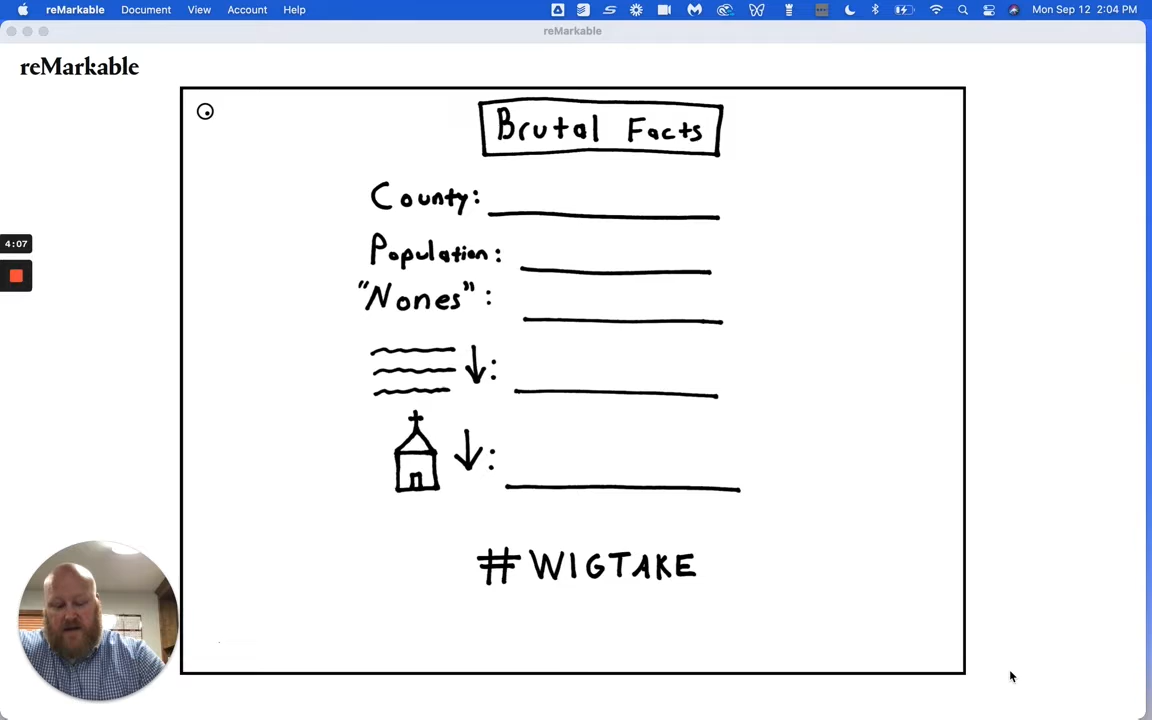 reMarkable Document View Account Help Mon Sep 12 2:04 PM
reMarkable
reMarkable
Brutal Facts
County:
Population:
4:07
"Nones":
:
:
#WIGTAKE